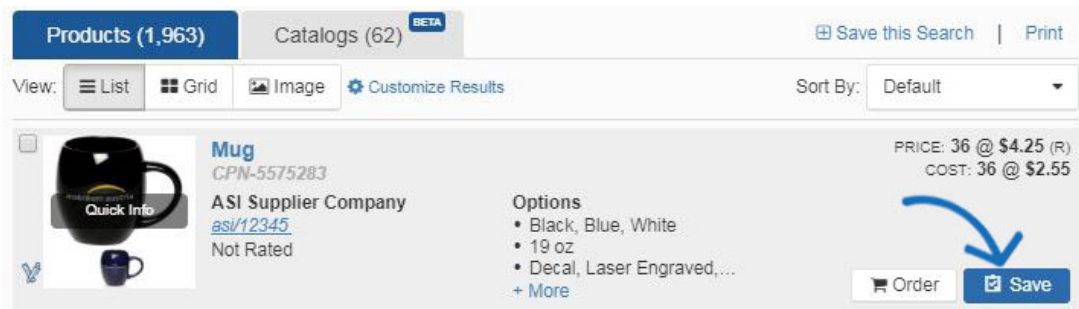 Products (1,963)
Catalogs (62)
BETA
Save this Search | Print
View:
List
Grid
Image
Customize Results
Sort By:
Default
Mug
CPN-5575283
ASI Supplier Company
asi/12345
Not Rated
Quick Info
Options
• Black, Blue, White
• 19 oz
• Decal, Laser Engraved,...
+ More
PRICE: 36 @ $4.25 (R)
COST: 36 @ $2.55
Order
Save